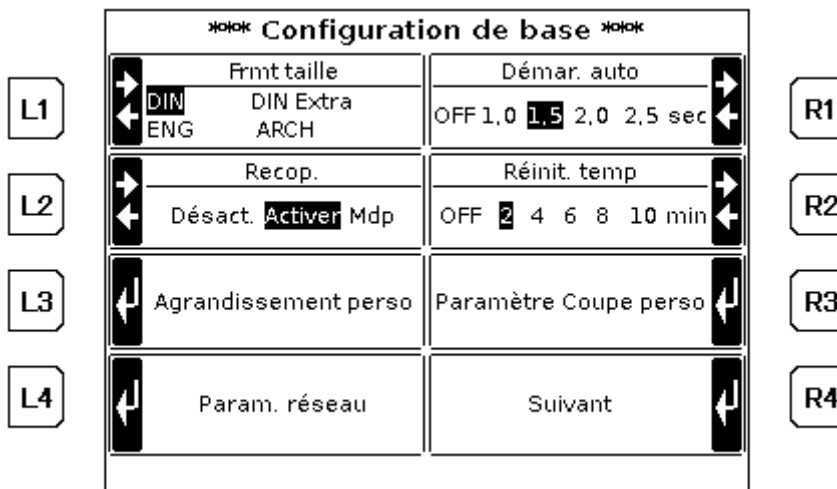 *** Configuration de base ***
Frmt taille
Démar. auto
L1
DIN DIN Extra
ENG ARCH
OFF 1,0 1,5 2,0 2,5 sec
R1
Recop.
Réinit. temp
L2
Désact. Activer Mdp
OFF 2 4 6 8 10 min
R2
L3
Agrandissement perso
Paramètre Coupe perso
R3
L4
Param. réseau
Suivant
R4